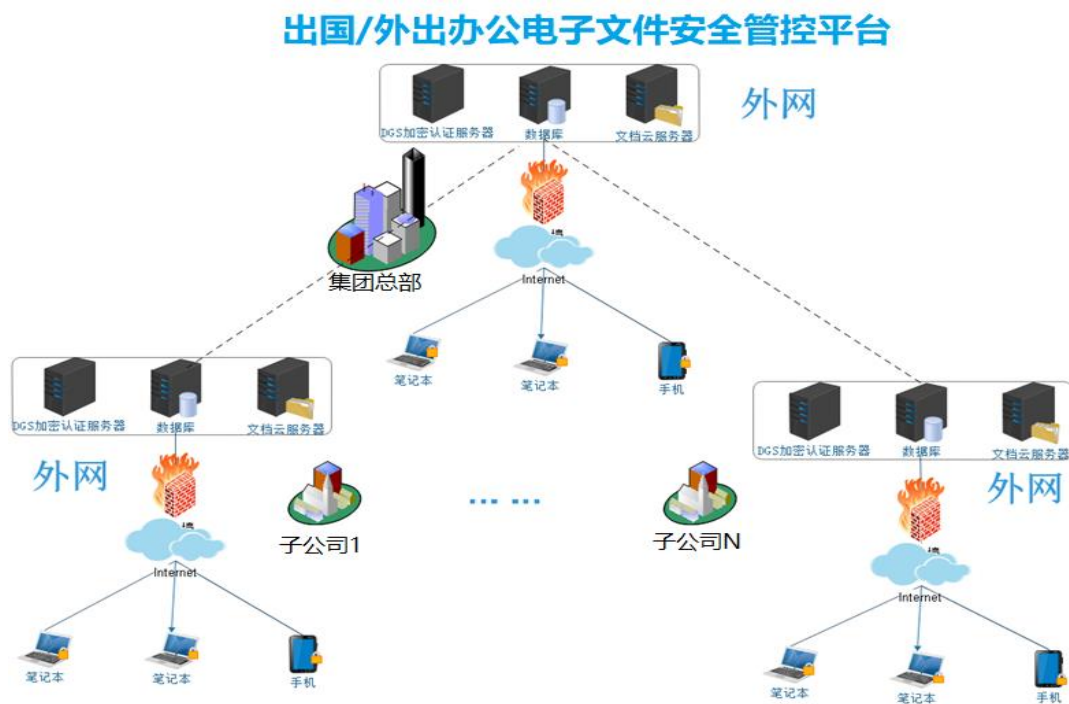 出国/外出办公电子文件安全管控平台
外网
DGS加密认证服务器
数据库
文档云服务器
墙
集团总部
Internet
笔记本
笔记本
手机
DGS加密认证服务器
数据库
文档云服务器
外网
墙
子公司1
Internet
笔记本
笔记本
手机
... ...
子公司N
DGS加密认证服务器
数据库
文档云服务器
外网
墙
Internet
笔记本
笔记本
手机